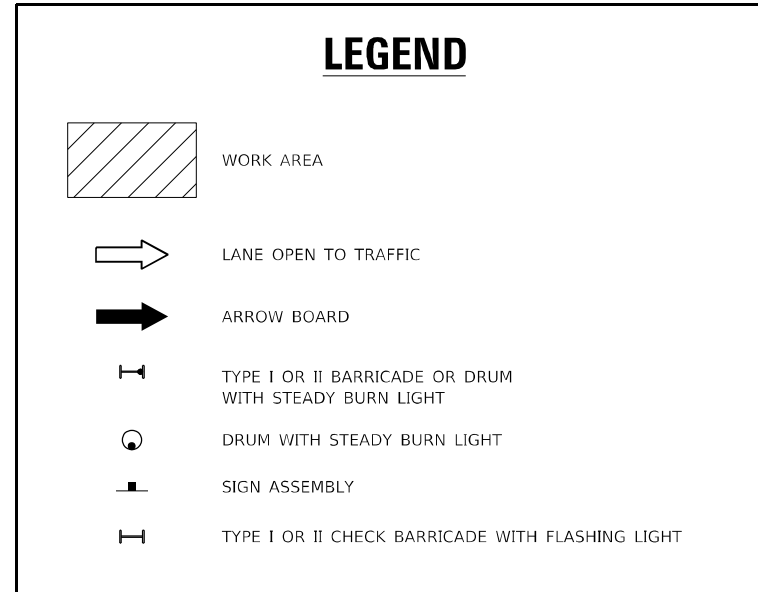 LEGEND
WORK AREA
LANE OPEN TO TRAFFIC
ARROW BOARD
TYPE I OR II BARRICADE OR DRUM
WITH STEADY BURN LIGHT
DRUM WITH STEADY BURN LIGHT
SIGN ASSEMBLY
TYPE I OR II CHECK BARRICADE WITH FLASHING LIGHT